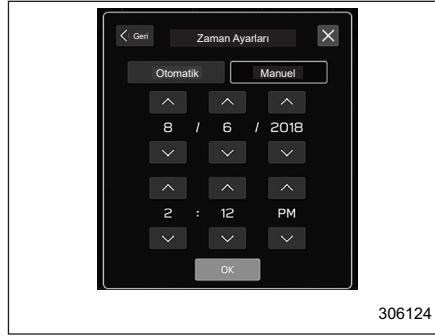 Geri Zaman Ayarları
Otomatik Manuel
8 / 6 / 2018
2 : 12 PM
OK
306124